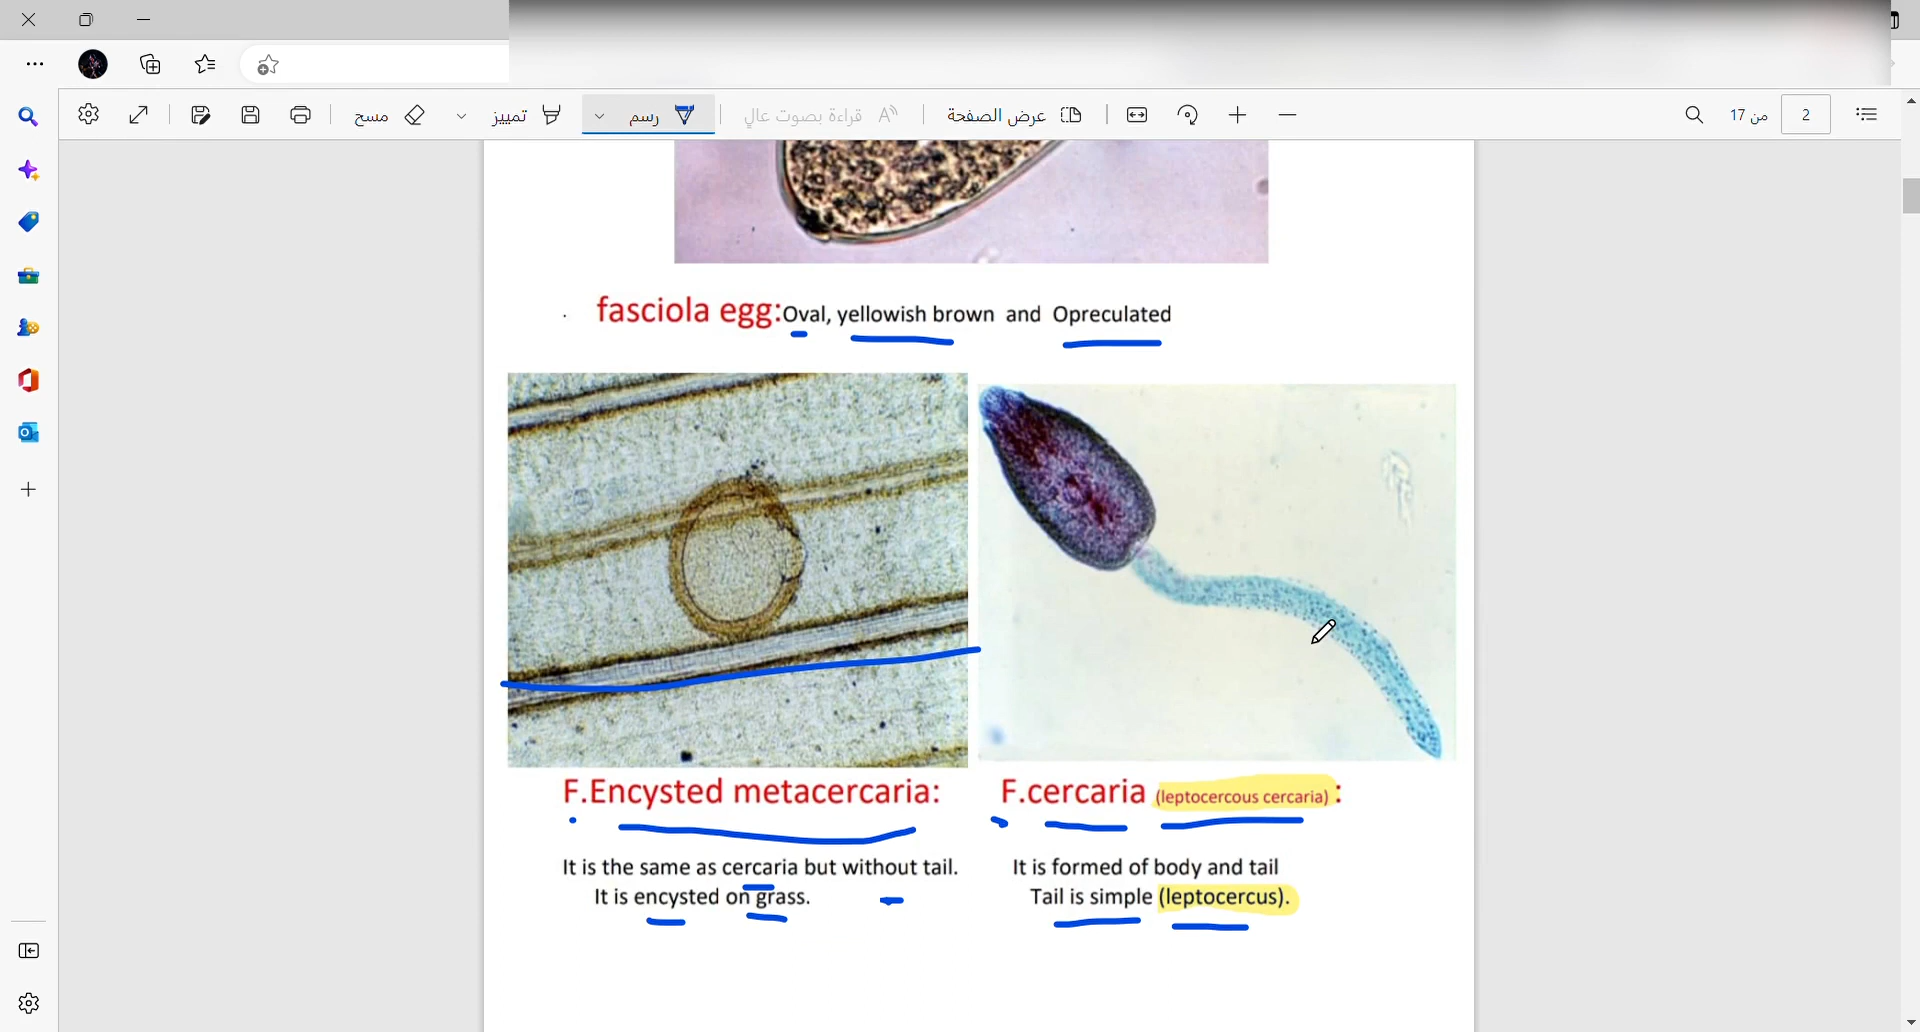 مسح
تمييز
رسم
قراءة بصوت عالٍ
عرض الصفحة
من 17
2
fasciola egg:Oval, yellowish brown and Opreculated
F.Encysted metacercaria:
It is the same as cercaria but without tail.
It is encysted on grass.
F.cercaria (leptocercous cercaria):
It is formed of body and tail
Tail is simple (leptocercus).